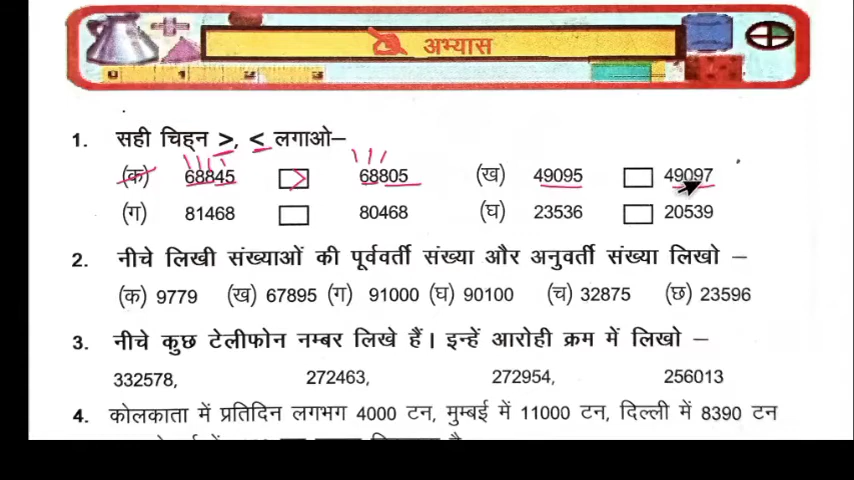 अभ्यास
1. सही चिह्न >, < लगाओ–
(क) 68845 > 68805 (ख) 49095 49097
(ग) 81468 80468 (घ) 23536 20539
2. नीचे लिखी संख्याओं की पूर्ववर्ती संख्या और अनुवर्ती संख्या लिखो –
(क) 9779 (ख) 67895 (ग) 91000 (घ) 90100 (च) 32875 (छ) 23596
3. नीचे कुछ टेलीफोन नम्बर लिखे हैं। इन्हें आरोही क्रम में लिखो –
332578, 272463, 272954, 256013
4. कोलकाता में प्रतिदिन लगभग 4000 टन, मुम्बई में 11000 टन, दिल्ली में 8390 टन